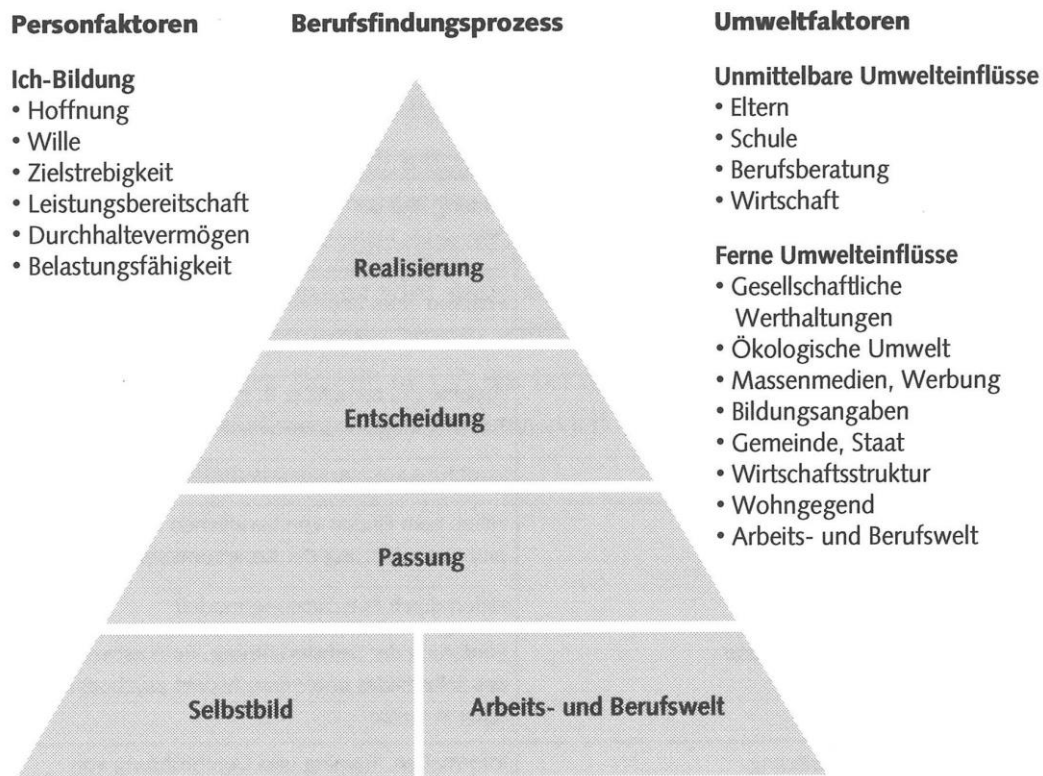 Personfaktoren
Ich-Bildung
• Hoffnung
• Wille
• Zielstrebigkeit
• Leistungsbereitschaft
• Durchhaltevermögen
• Belastungsfähigkeit
Berufsfindungsprozess
Realisierung
Entscheidung
Passung
Selbstbild
Arbeits- und Berufswelt
Umweltfaktoren
Unmittelbare Umwelteinflüsse
• Eltern
• Schule
• Berufsberatung
• Wirtschaft
Ferne Umwelteinflüsse
• Gesellschaftliche
Werthaltungen
• Ökologische Umwelt
• Massenmedien, Werbung
• Bildungsangaben
• Gemeinde, Staat
• Wirtschaftsstruktur
• Wohngegend
• Arbeits- und Berufswelt